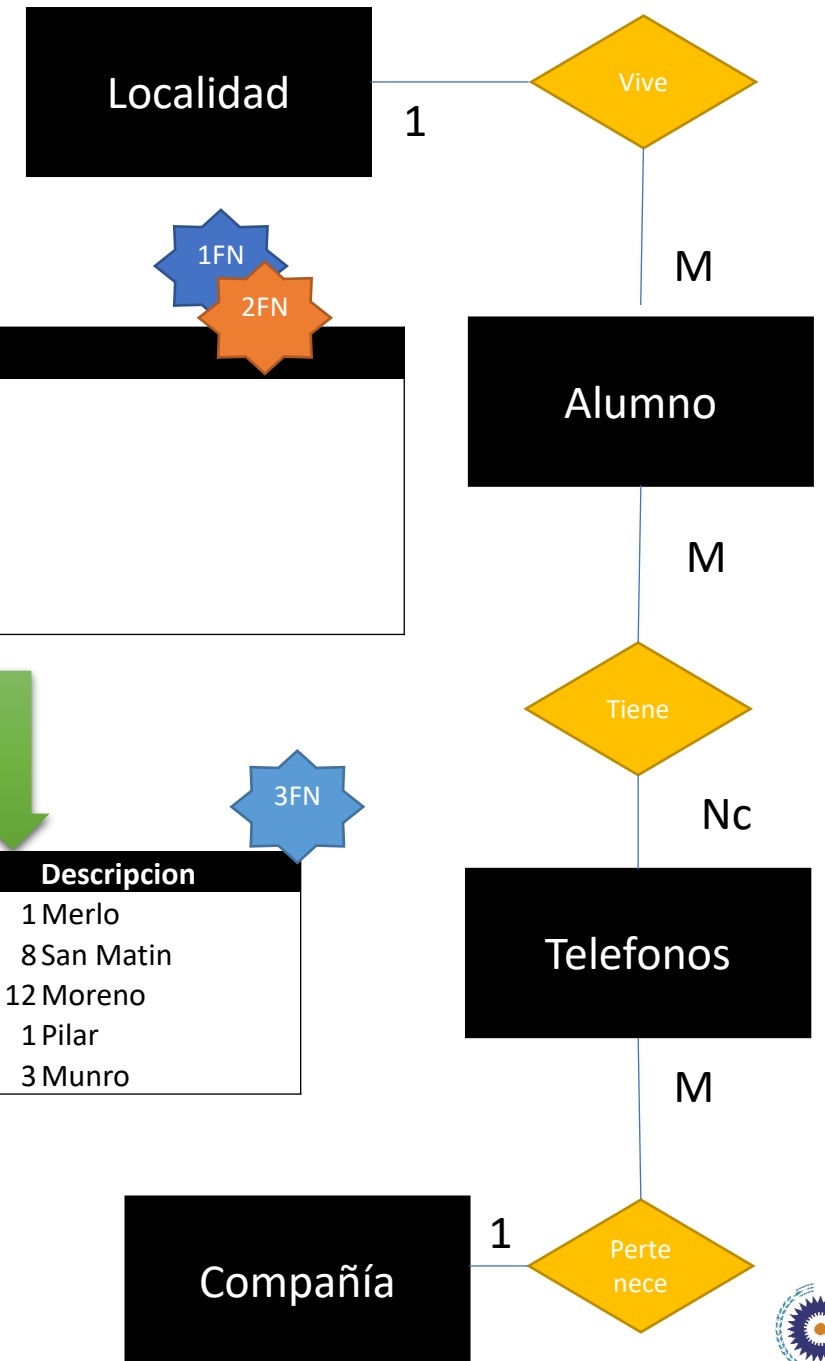 Localidad
1
Vive
M
1FN
2FN
Alumno
M
Tiene
Nc
3FN
Descripcion
1 Merlo
8 San Matin
12 Moreno
1 Pilar
3 Munro
Telefonos
M
Compañía
1
Perte
nece